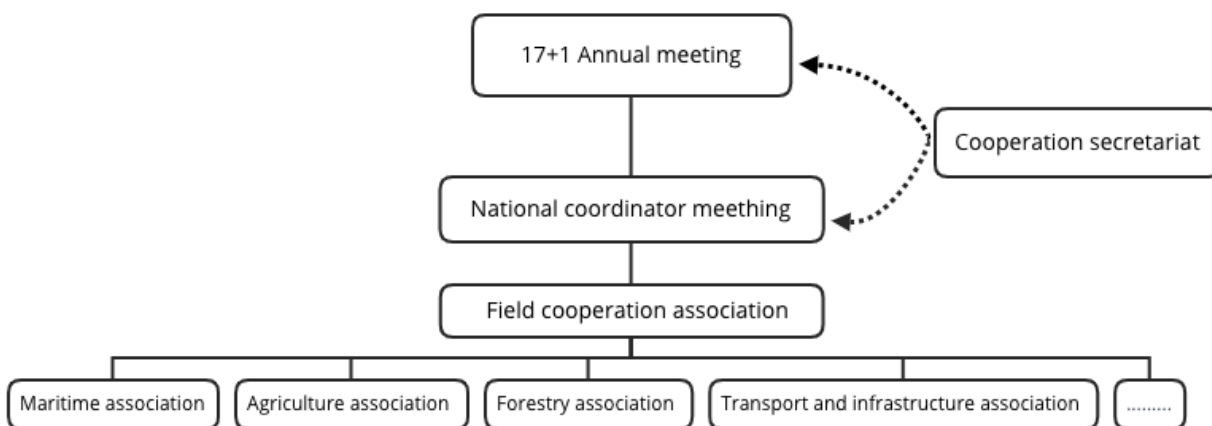 17+1 Annual meeting
Cooperation secretariat
National coordinator meething
Field cooperation association
Maritime association
Agriculture association
Forestry association
Transport and infrastructure association
.........